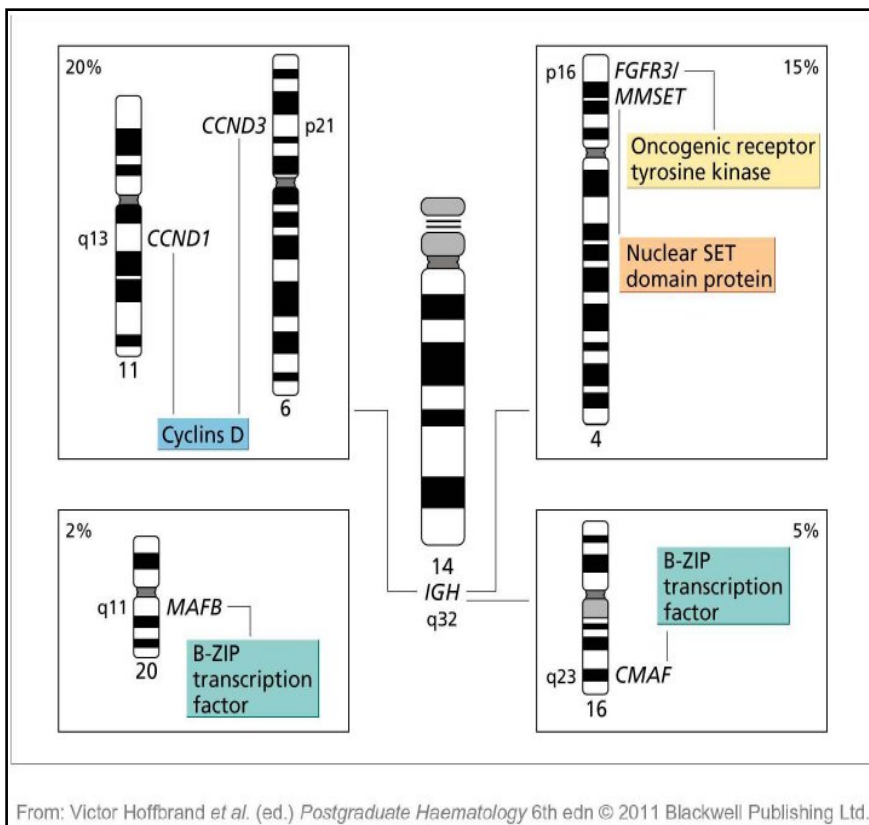 20%
CCND3
p21
q13
CCND1
11
6
Cyclins D
p16
FGFR3/
MMSET
15%
Oncogenic receptor
tyrosine kinase
Nuclear SET
domain protein
4
14
IGH
q32
2%
q11
MAFB
20
B-ZIP
transcription
factor
5%
B-ZIP
transcription
factor
q23
CMAF
16
From: Victor Hoffbrand et al. (ed.) Postgraduate Haematology 6th edn © 2011 Blackwell Publishing Ltd.